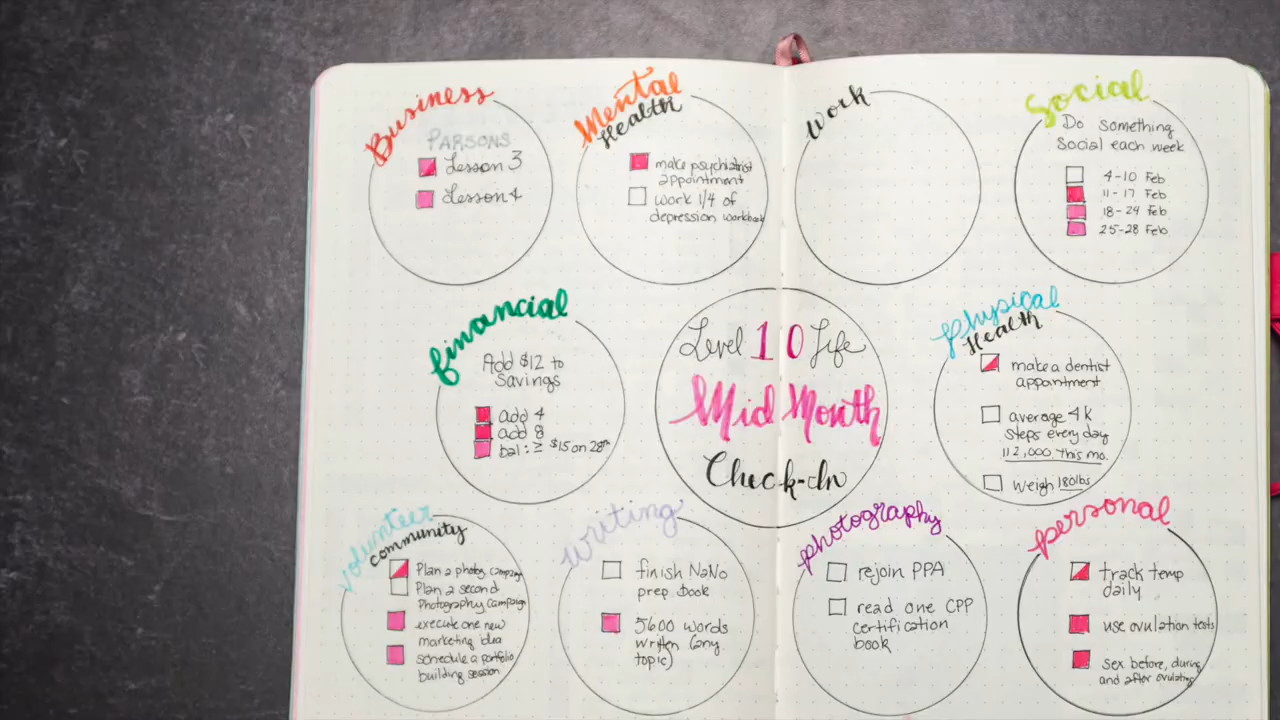 Business
PARSONS
Lesson 3
Lesson 4
Mental
Health
make psychiatrist
appointment
work 1/4 of
depression workbook
Work
Social
Do something
Social each week
4-10 Feb
11-17 Feb
18-24 Feb
25-28 Feb
financial
Add $12 to
Savings
add 4
add 8
bal: ≥ $15 on 28th
Level 10 Life
Mid Month
Check-In
physical
Health
make a dentist
appointment
average 4k
steps every day
112,000 this mo.
weigh 180lbs
volunteer
community
Plan a photog campaign
Plan a second
Photography campaign
execute one new
marketing idea
schedule a portfolio
building session
writing
finish NaNo
prep book
5600 words
written (any
topic)
photography
rejoin PPA
read one CPP
certification
book
personal
track temp
daily
use ovulation tests
sex before, during
and after ovulating